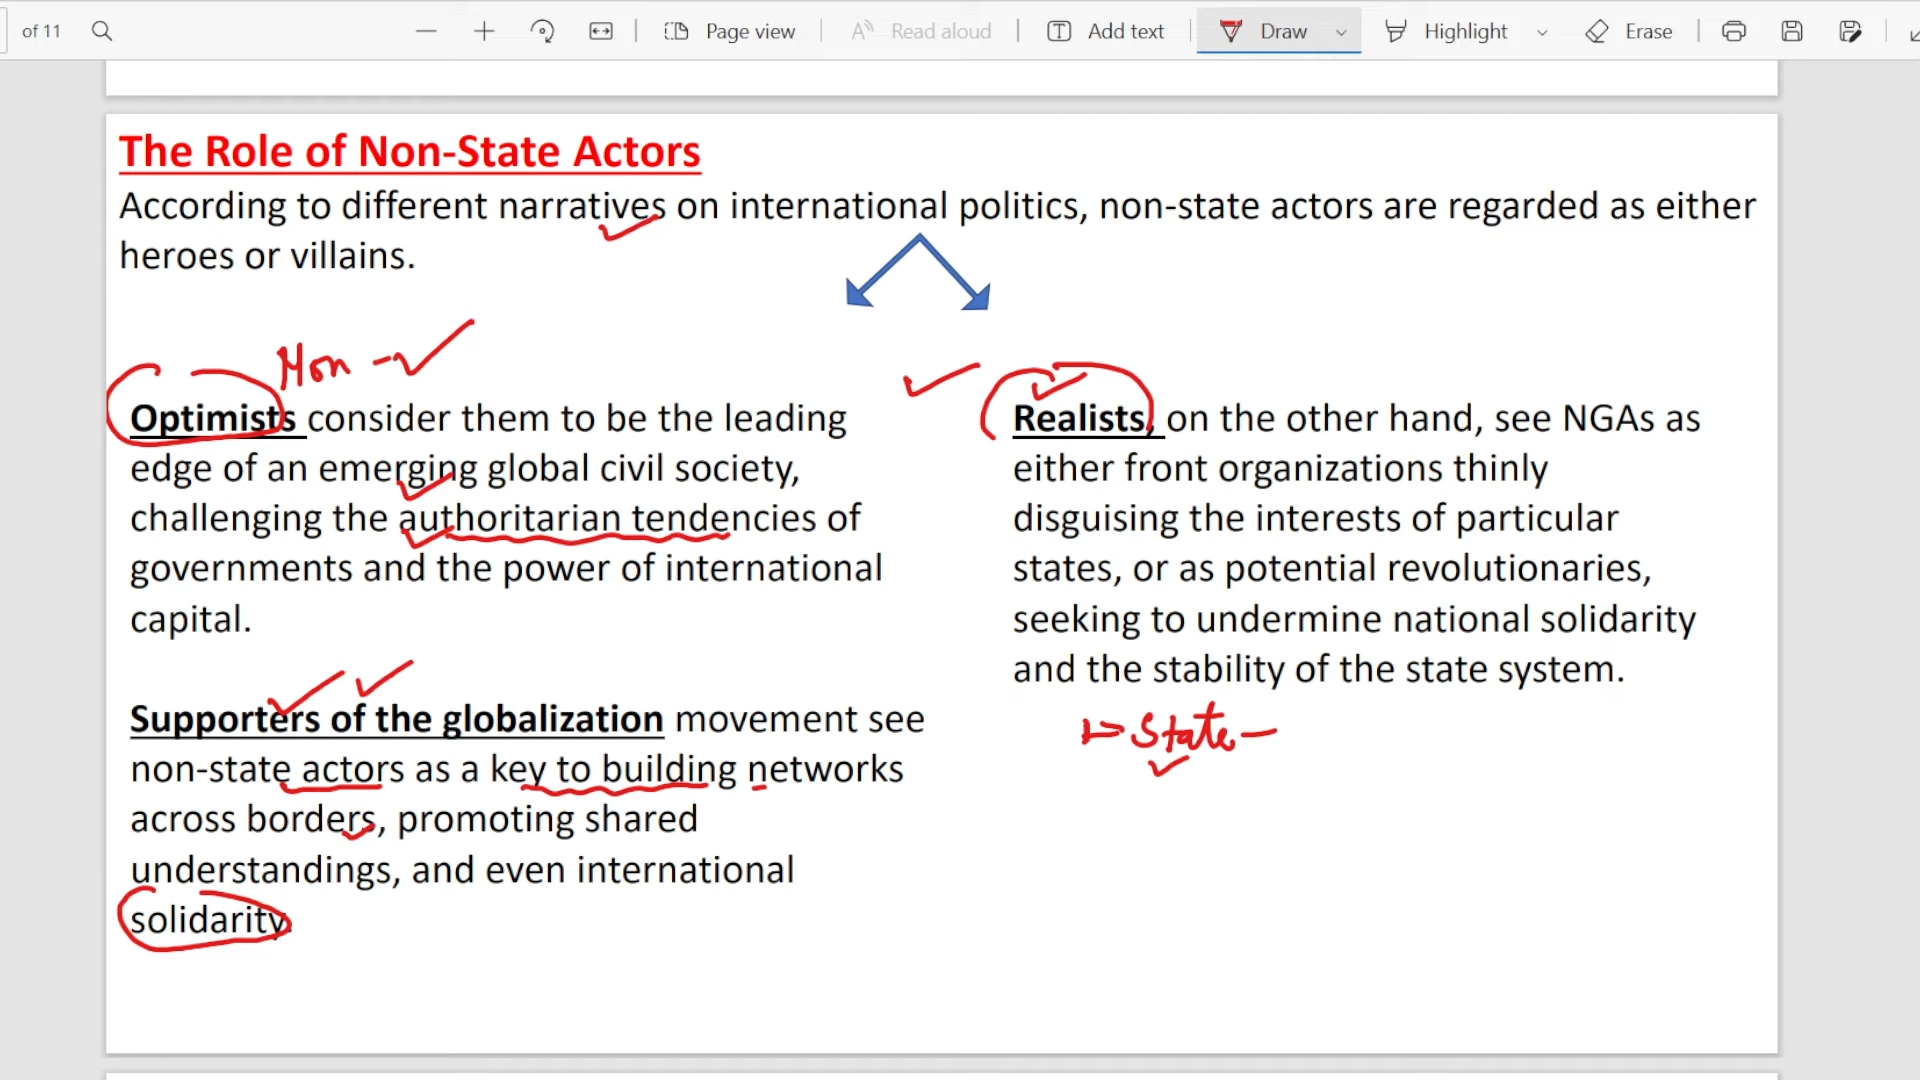 of 11
Page view
Read aloud
Add text
Draw
Highlight
Erase
The Role of Non-State Actors
According to different narratives on international politics, non-state actors are regarded as either
heroes or villains.
Optimists consider them to be the leading
edge of an emerging global civil society,
challenging the authoritarian tendencies of
governments and the power of international
capital.
Supporters of the globalization movement see
non-state actors as a key to building networks
across borders, promoting shared
understandings, and even international
solidarity.
Realists, on the other hand, see NGAs as
either front organizations thinly
disguising the interests of particular
states, or as potential revolutionaries,
seeking to undermine national solidarity
and the stability of the state system.
State